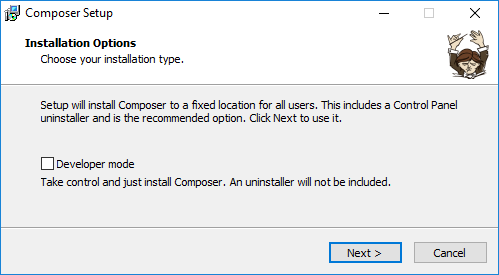 Composer Setup
Installation Options
Choose your installation type.
Setup will install Composer to a fixed location for all users. This includes a Control Panel
uninstaller and is the recommended option. Click Next to use it.
Developer mode
Take control and just install Composer. An uninstaller will not be included.
Next >
Cancel